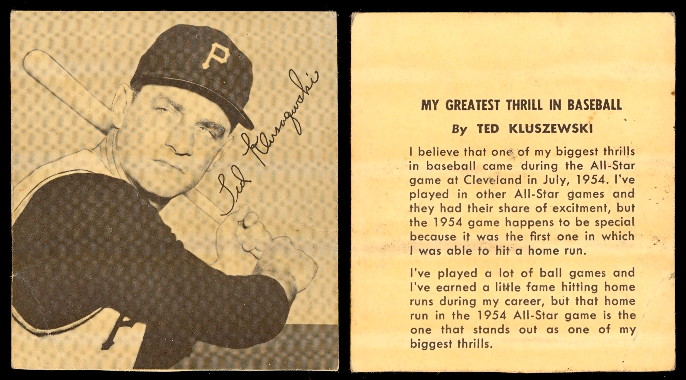 P
Ted Kluszewski
MY GREATEST THRILL IN BASEBALL
By TED KLUSZEWSKI
I believe that one of my biggest thrills
in baseball came during the All-Star
game at Cleveland in July, 1954. I've
played in other All-Star games and
they had their share of excitment, but
the 1954 game happens to be special
because it was the first one in which
I was able to hit a home run.
I've played a lot of ball games and
I've earned a little fame hitting home
runs during my career, but that home
run in the 1954 All-Star game is the
one that stands out as one of my
biggest thrills.